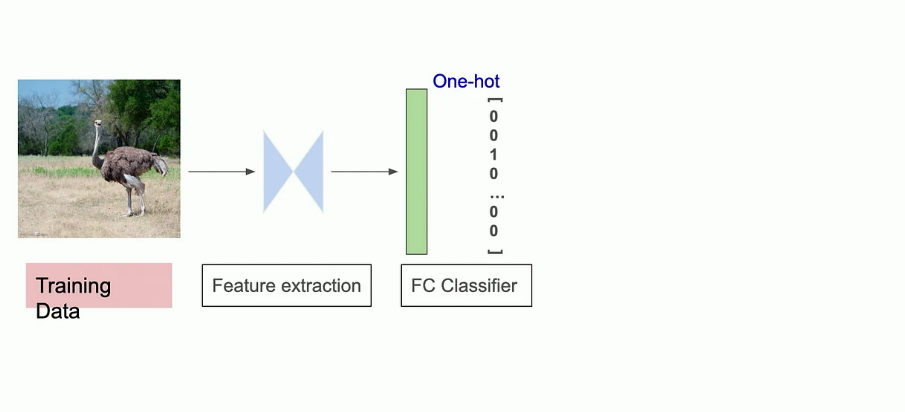 One-hot
[
0
0
1
0
...
0
0
]
Training
Data
Feature extraction
FC Classifier